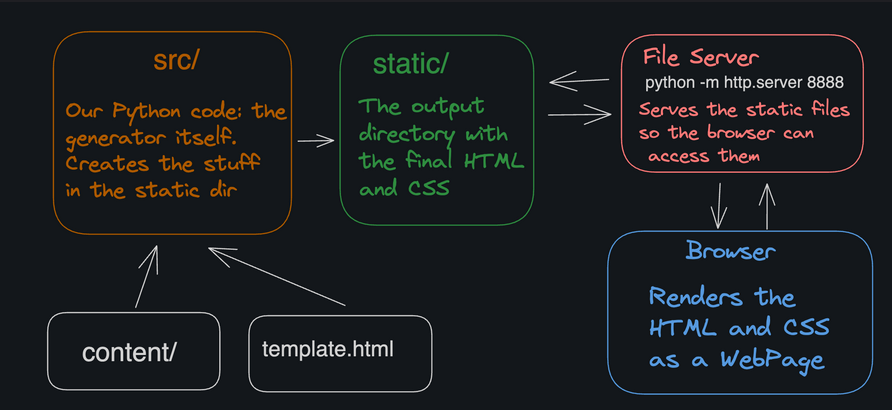 src/
Our Python code: the
generator itself.
Creates the stuff
in the static dir
static/
The output
directory with
the final HTML
and CSS
File Server
python -m http.server 8888
Serves the static files
so the browser can
access them
Browser
Renders the
HTML and CSS
as a WebPage
content/
template.html